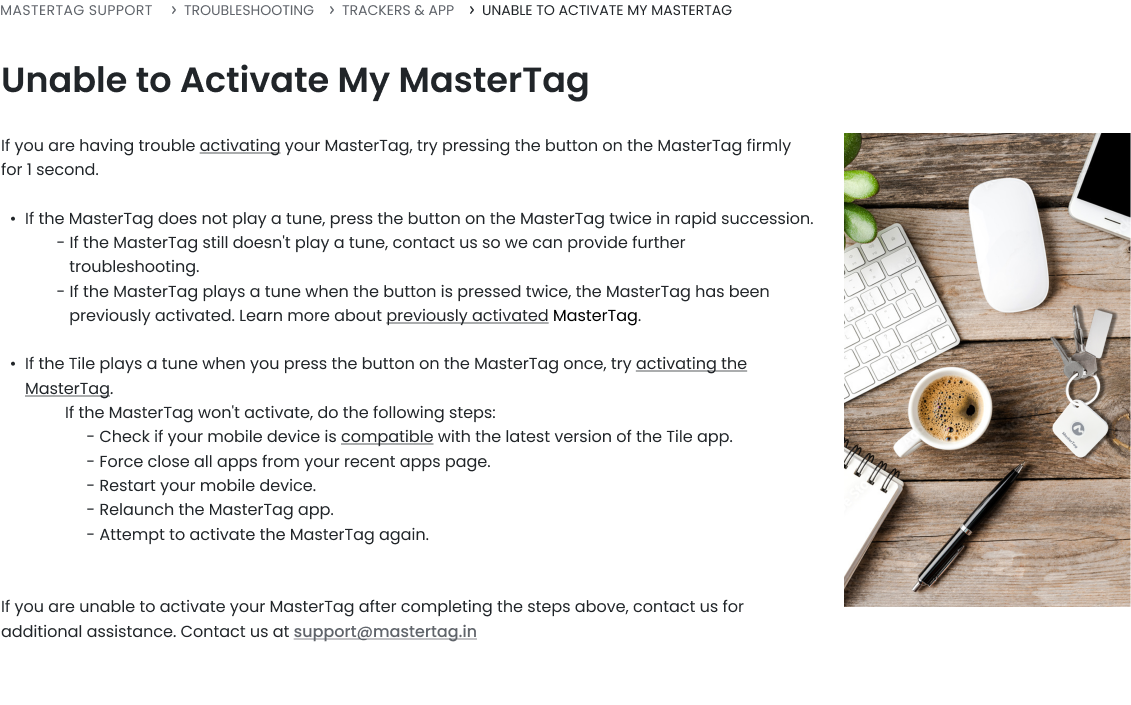 MASTERTAG SUPPORT › TROUBLESHOOTING › TRACKERS & APP › UNABLE TO ACTIVATE MY MASTERTAG
Unable to Activate My MasterTag
If you are having trouble activating your MasterTag, try pressing the button on the MasterTag firmly
for 1 second.
• If the MasterTag does not play a tune, press the button on the MasterTag twice in rapid succession.
- If the MasterTag still doesn't play a tune, contact us so we can provide further
troubleshooting.
- If the MasterTag plays a tune when the button is pressed twice, the MasterTag has been
previously activated. Learn more about previously activated MasterTag.
• If the Tile plays a tune when you press the button on the MasterTag once, try activating the
MasterTag.
If the MasterTag won't activate, do the following steps:
- Check if your mobile device is compatible with the latest version of the Tile app.
- Force close all apps from your recent apps page.
- Restart your mobile device.
- Relaunch the MasterTag app.
- Attempt to activate the MasterTag again.
If you are unable to activate your MasterTag after completing the steps above, contact us for
additional assistance. Contact us at support@mastertag.in